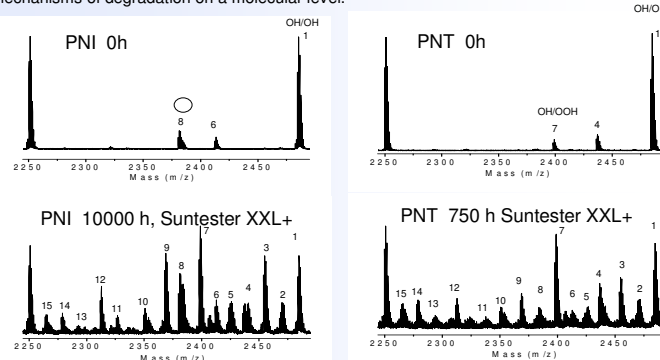 mechanisms of degradation on a molecular level.
PNI 0h
OH/OH
1
8
6
2250 2300 2350 2400 2450
Mass (m/z)
PNT 0h
OH/O
1
OH/OOH
7
4
2250 2300 2350 2400 2450
Mass (m/z)
PNI 10000 h, Suntester XXL+
15 14 13 12 11 10 9 8 7 6 5 4 3 2 1
2250 2300 2350 2400 2450
Mass (m/z)
PNT 750 h Suntester XXL+
15 14 13 12 11 10 9 8 7 6 5 4 3 2 1
2250 2300 2350 2400 2450
Mass (m/z)